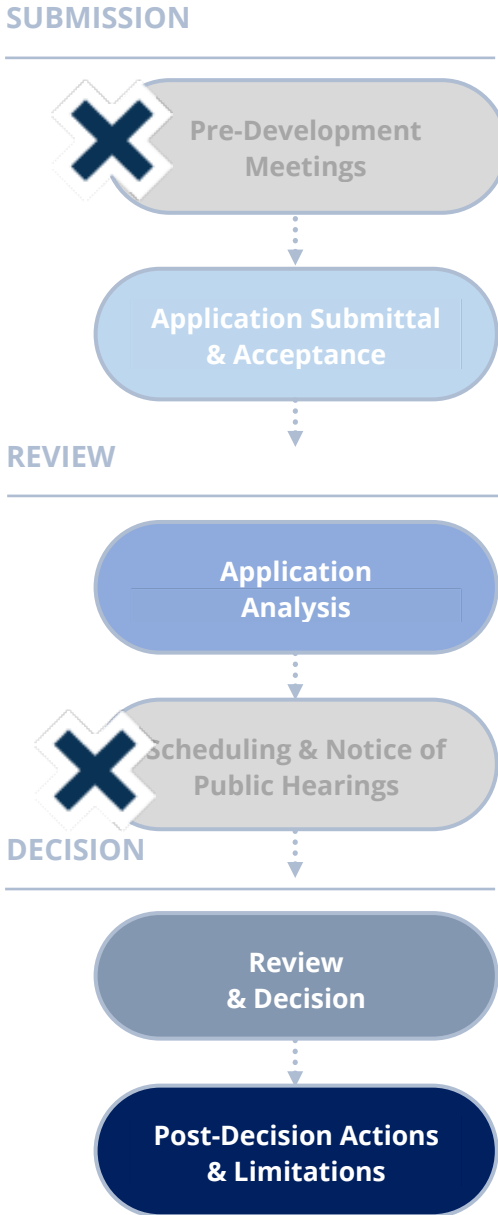 SUBMISSION
Pre-Development
Meetings
Application Submittal
& Acceptance
REVIEW
Application
Analysis
Scheduling & Notice of
Public Hearings
DECISION
Review
& Decision
Post-Decision Actions
& Limitations